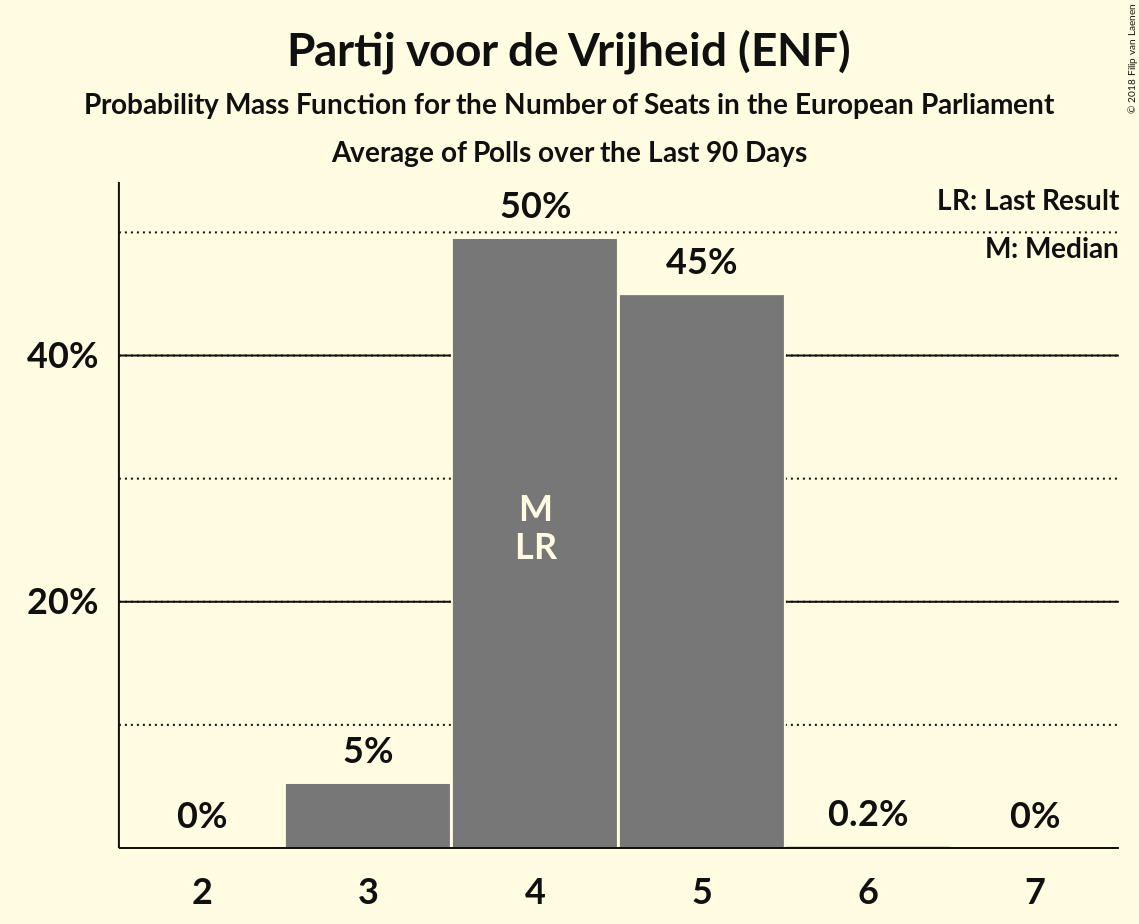 Partij voor de Vrijheid (ENF)
Probability Mass Function for the Number of Seats in the European Parliament
Average of Polls over the Last 90 Days
© 2018 Filip van Laenen
LR: Last Result
M: Median
50%
45%
40%
M
LR
20%
5%
0%
0.2%
0%
2 3 4 5 6 7